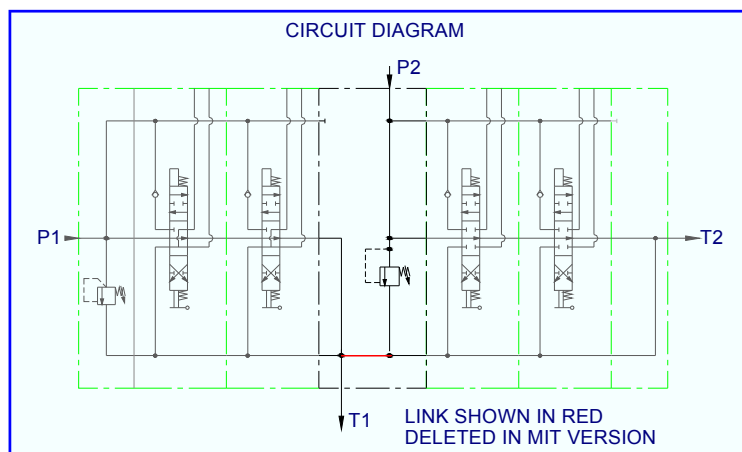 CIRCUIT DIAGRAM
P2
P1
T2
T1
LINK SHOWN IN RED
DELETED IN MIT VERSION